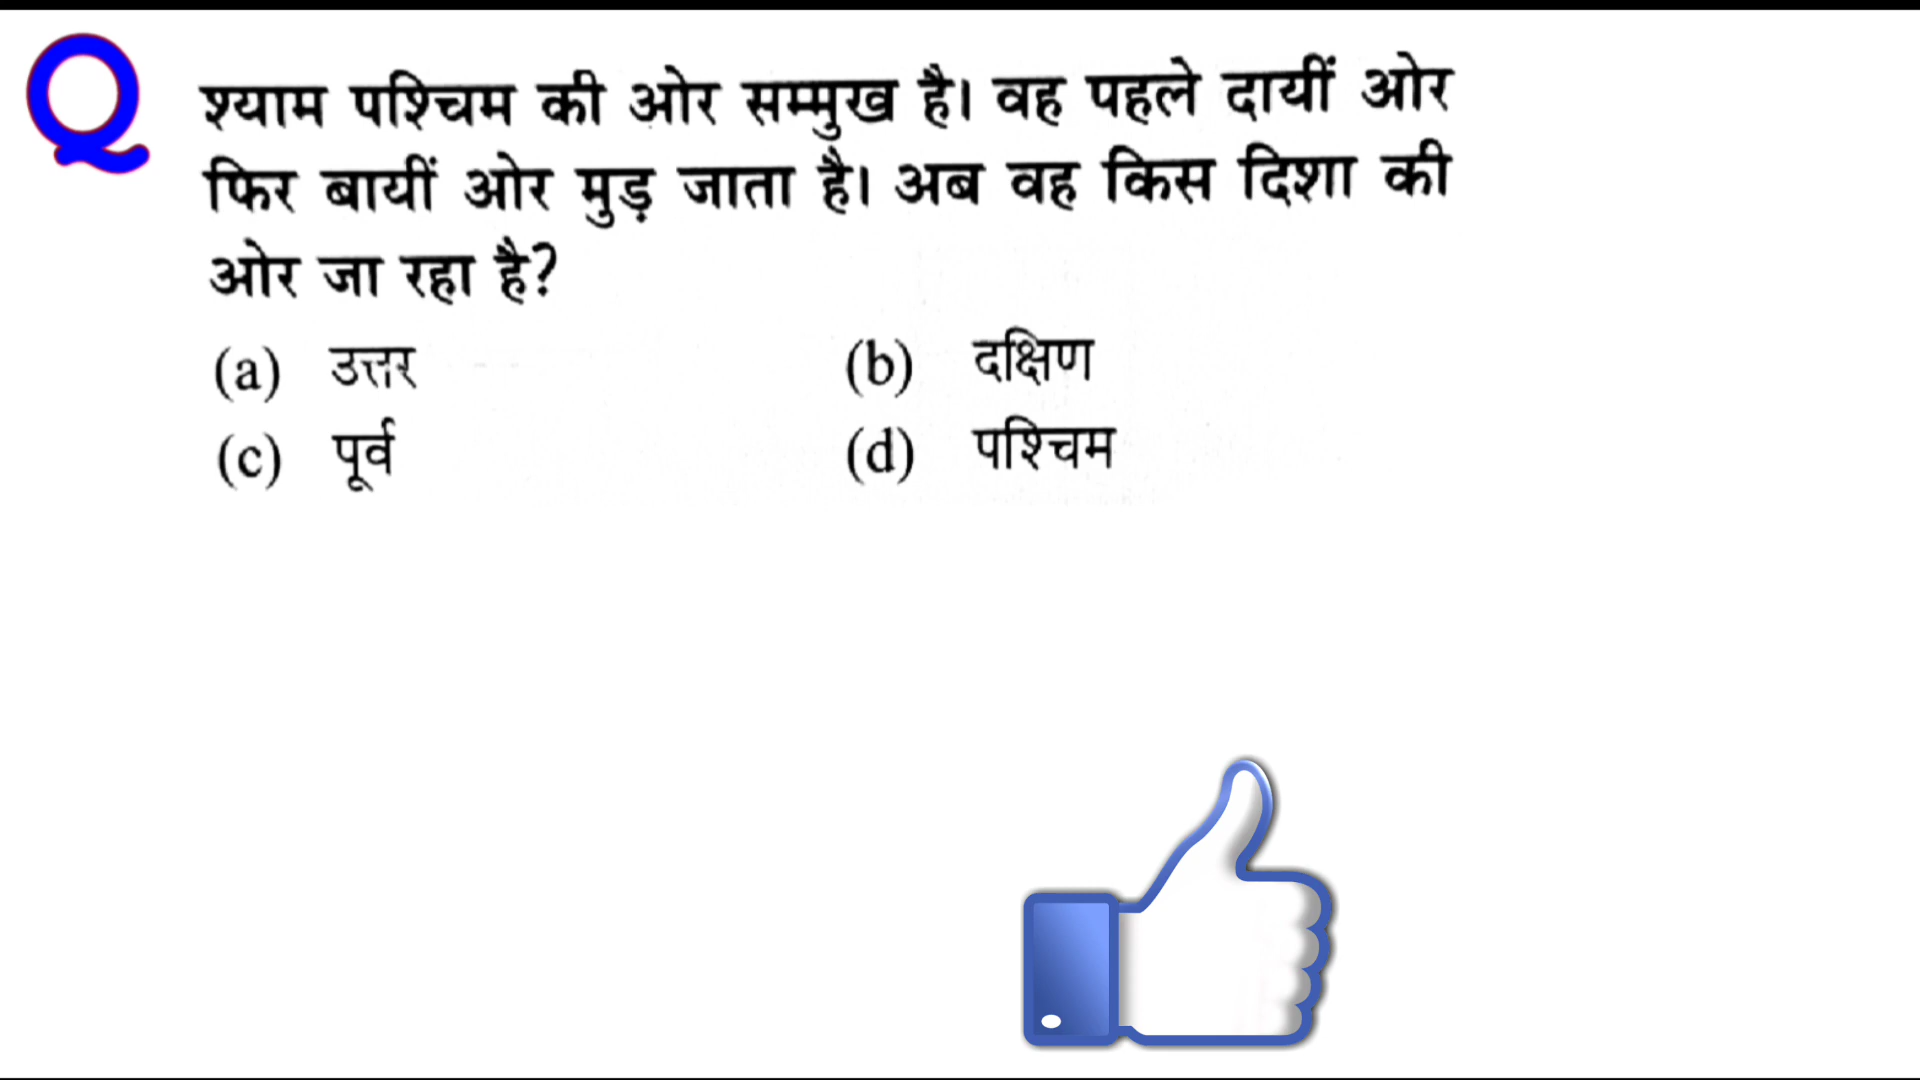 Q श्याम पश्चिम की ओर सम्मुख है। वह पहले दायीं ओर
फिर बायीं ओर मुड़ जाता है। अब वह किस दिशा की
ओर जा रहा है?
(a) उत्तर (b) दक्षिण
(c) पूर्व (d) पश्चिम